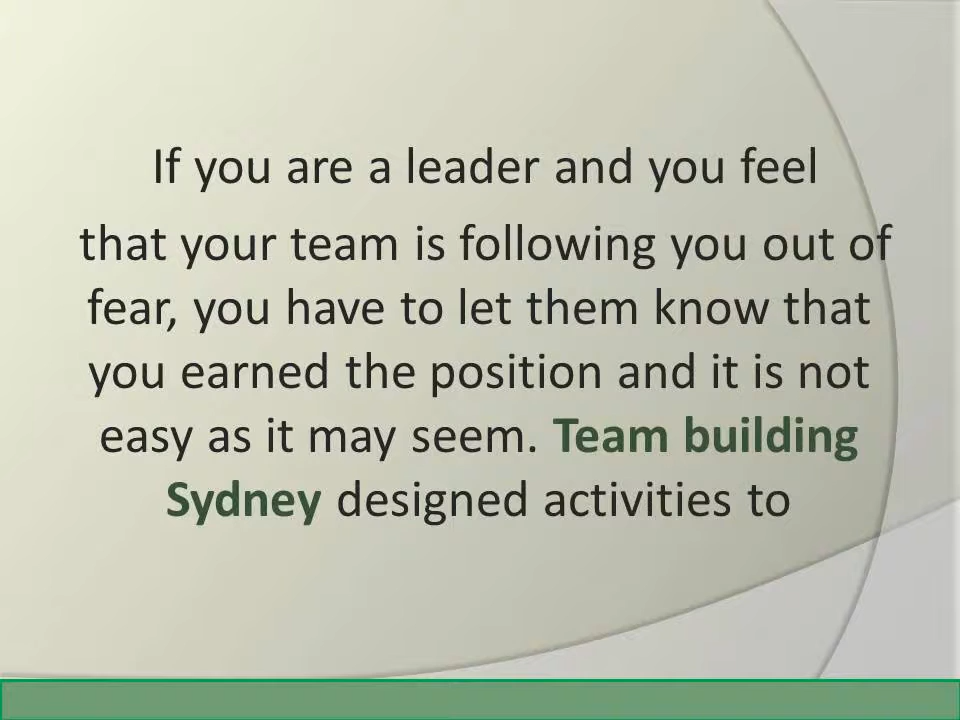 If you are a leader and you feel
that your team is following you out of
fear, you have to let them know that
you earned the position and it is not
easy as it may seem. Team building
Sydney designed activities to